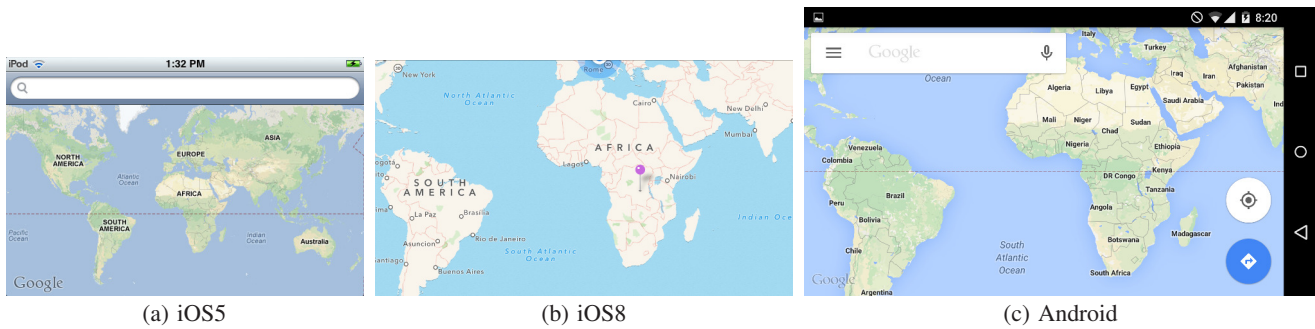 iPod 1:32 PM
NORTH AMERICA
EUROPE
ASIA
Atlantic Ocean
AFRICA
Pacific Ocean
SOUTH AMERICA
Indian Ocean
Australia
Google
(a) iOS5
New York
Rome
North Atlantic Ocean
Cairo
New Delhi
Mumbai
AFRICA
Lagos
Nairobi
SOUTH AMERICA
La Paz
Brasília
Indian Oce
Rio de Janeiro
Asuncion
South Atlantic Ocean
Buenos Aires
(b) iOS8
8:20
Google
Italy
Turkey
Afghanistan
Ocean
Iraq
Iran
Pakistan
Algeria
Libya
Egypt
Saudi Arabia
Ind
Mali
Niger
Chad
Sudan
Venezuela
Nigeria
Ethiopia
Colombia
DR Congo
Kenya
Tanzania
Peru
Brazil
Angola
Bolivia
Madagascar
Botswana
Chile
South Atlantic Ocean
South Africa
Google
Argentina
(c) Android